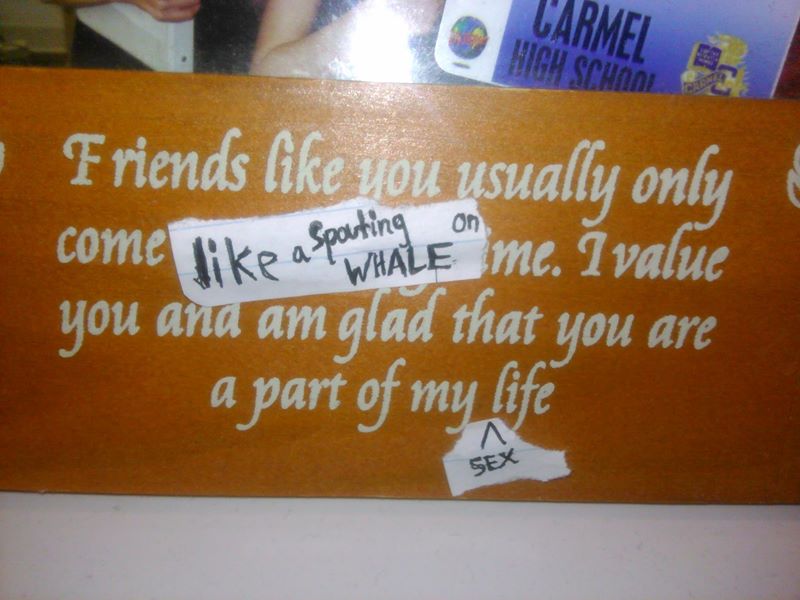 CARMEL
HIGH SCHOOL
CARMEL
Friends like you usually only
come like a spouting WHALE on me. I value
you and am glad that you are
a part of my life
^
SEX